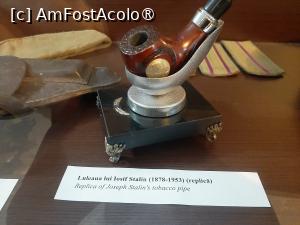 [c] AmFostAcolo®
Luleaua lui Iosif Stalin (1878-1953) (replică)
Replica of Joseph Stalin's tobacco pipe